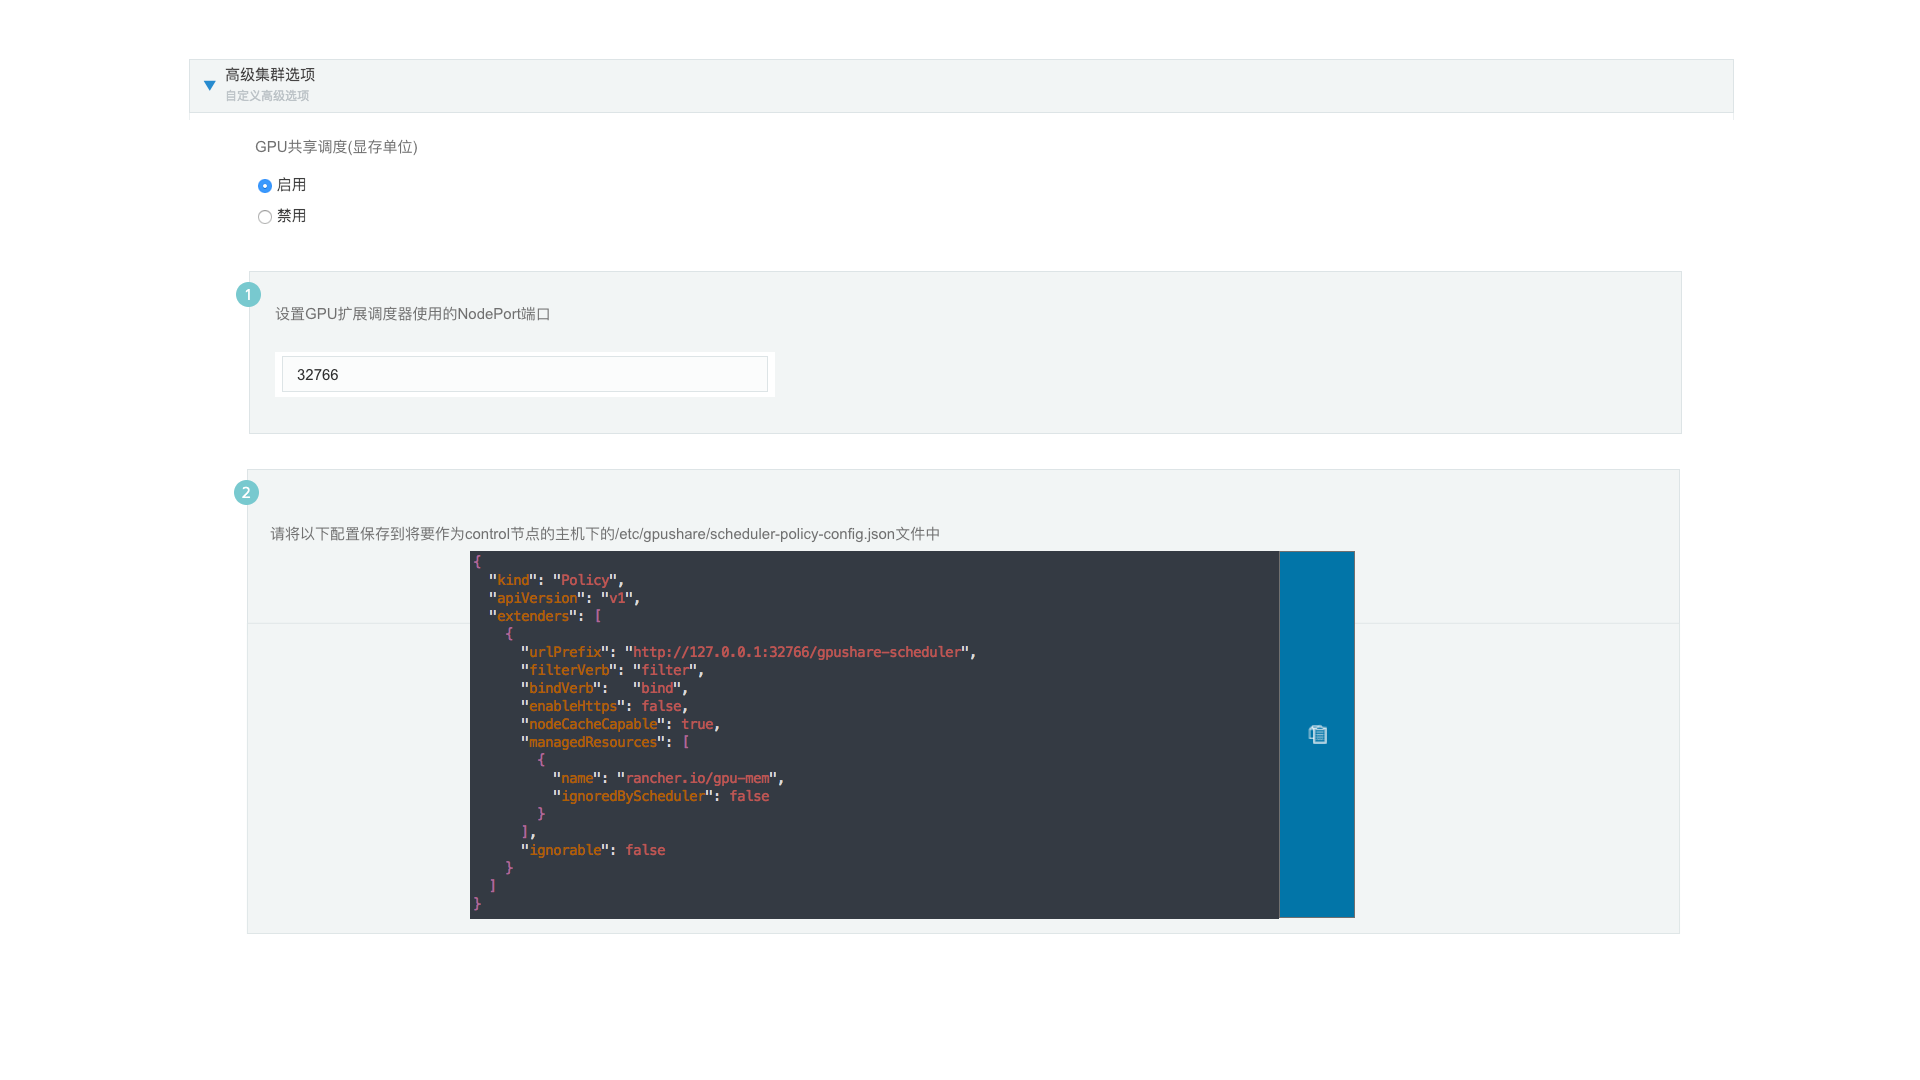 高级集群选项
自定义高级选项
GPU共享调度(显存单位)
启用
禁用
1
设置GPU扩展调度器使用的NodePort端口
32766
2
请将以下配置保存到将要作为control节点的主机下的/etc/gpushare/scheduler-policy-config.json文件中
{
  "kind": "Policy",
  "apiVersion": "v1",
  "extenders": [
    {
      "urlPrefix": "http://127.0.0.1:32766/gpushare-scheduler",
      "filterVerb": "filter",
      "bindVerb":   "bind",
      "enableHttps": false,
      "nodeCacheCapable": true,
      "managedResources": [
        {
          "name": "rancher.io/gpu-mem",
          "ignoredByScheduler": false
        }
      ],
      "ignorable": false
    }
  ]
}